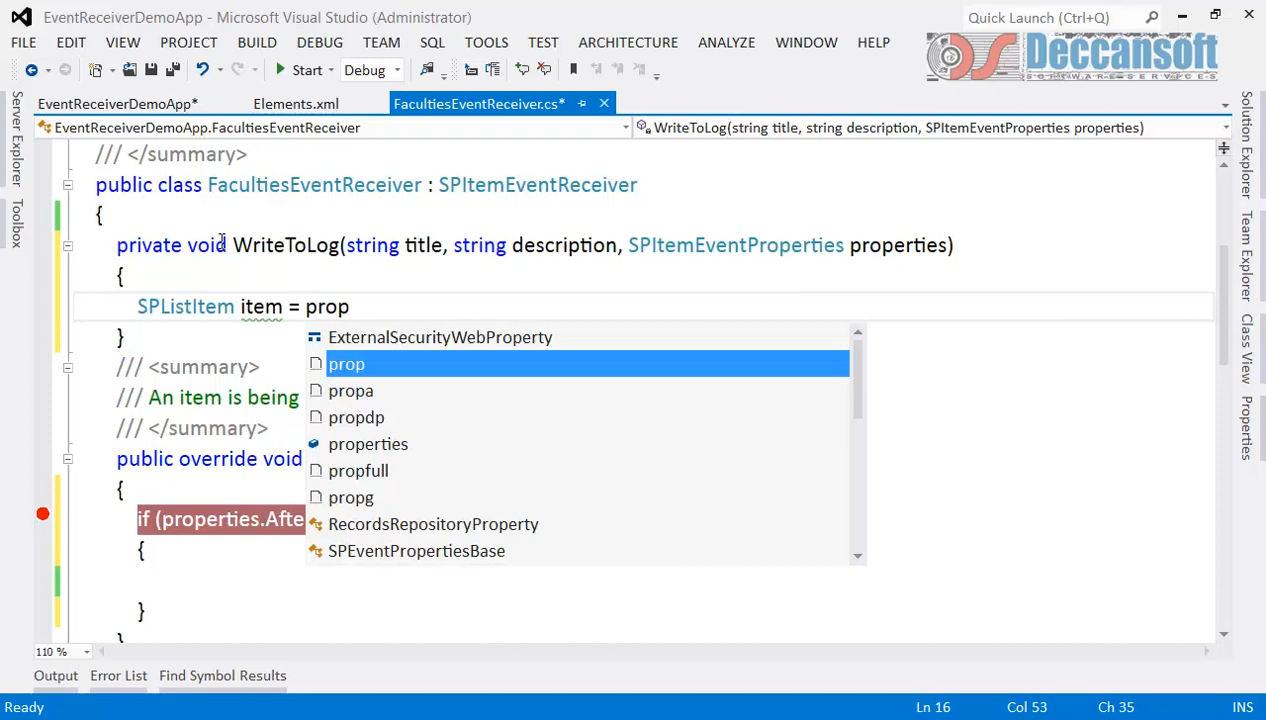 EventReceiverDemoApp - Microsoft Visual Studio (Administrator)
Quick Launch (Ctrl+Q)
FILE EDIT VIEW PROJECT BUILD DEBUG TEAM SQL TOOLS TEST ARCHITECTURE ANALYZE WINDOW HELP
Deccansoft
SOFTWARE SERVICES
Start Debug
EventReceiverDemoApp* Elements.xml FacultiesEventReceiver.cs*
EventReceiverDemoApp.FacultiesEventReceiver WriteToLog(string title, string description, SPItemEventProperties properties)
Server Explorer
Toolbox
Solution Explorer
Team Explorer
Class View
Properties
/// </summary>
public class FacultiesEventReceiver : SPItemEventReceiver
{
private void WriteToLog(string title, string description, SPItemEventProperties properties)
{
SPListItem item = prop
}
ExternalSecurityWebProperty
prop
propa
propdp
properties
propfull
propg
RecordsRepositoryProperty
SPEventPropertiesBase
/// <summary>
/// An item is being
/// </summary>
public override void
{
if (properties.Afte
{
}
110 %
Output Error List Find Symbol Results
Ready Ln 16 Col 53 Ch 35 INS